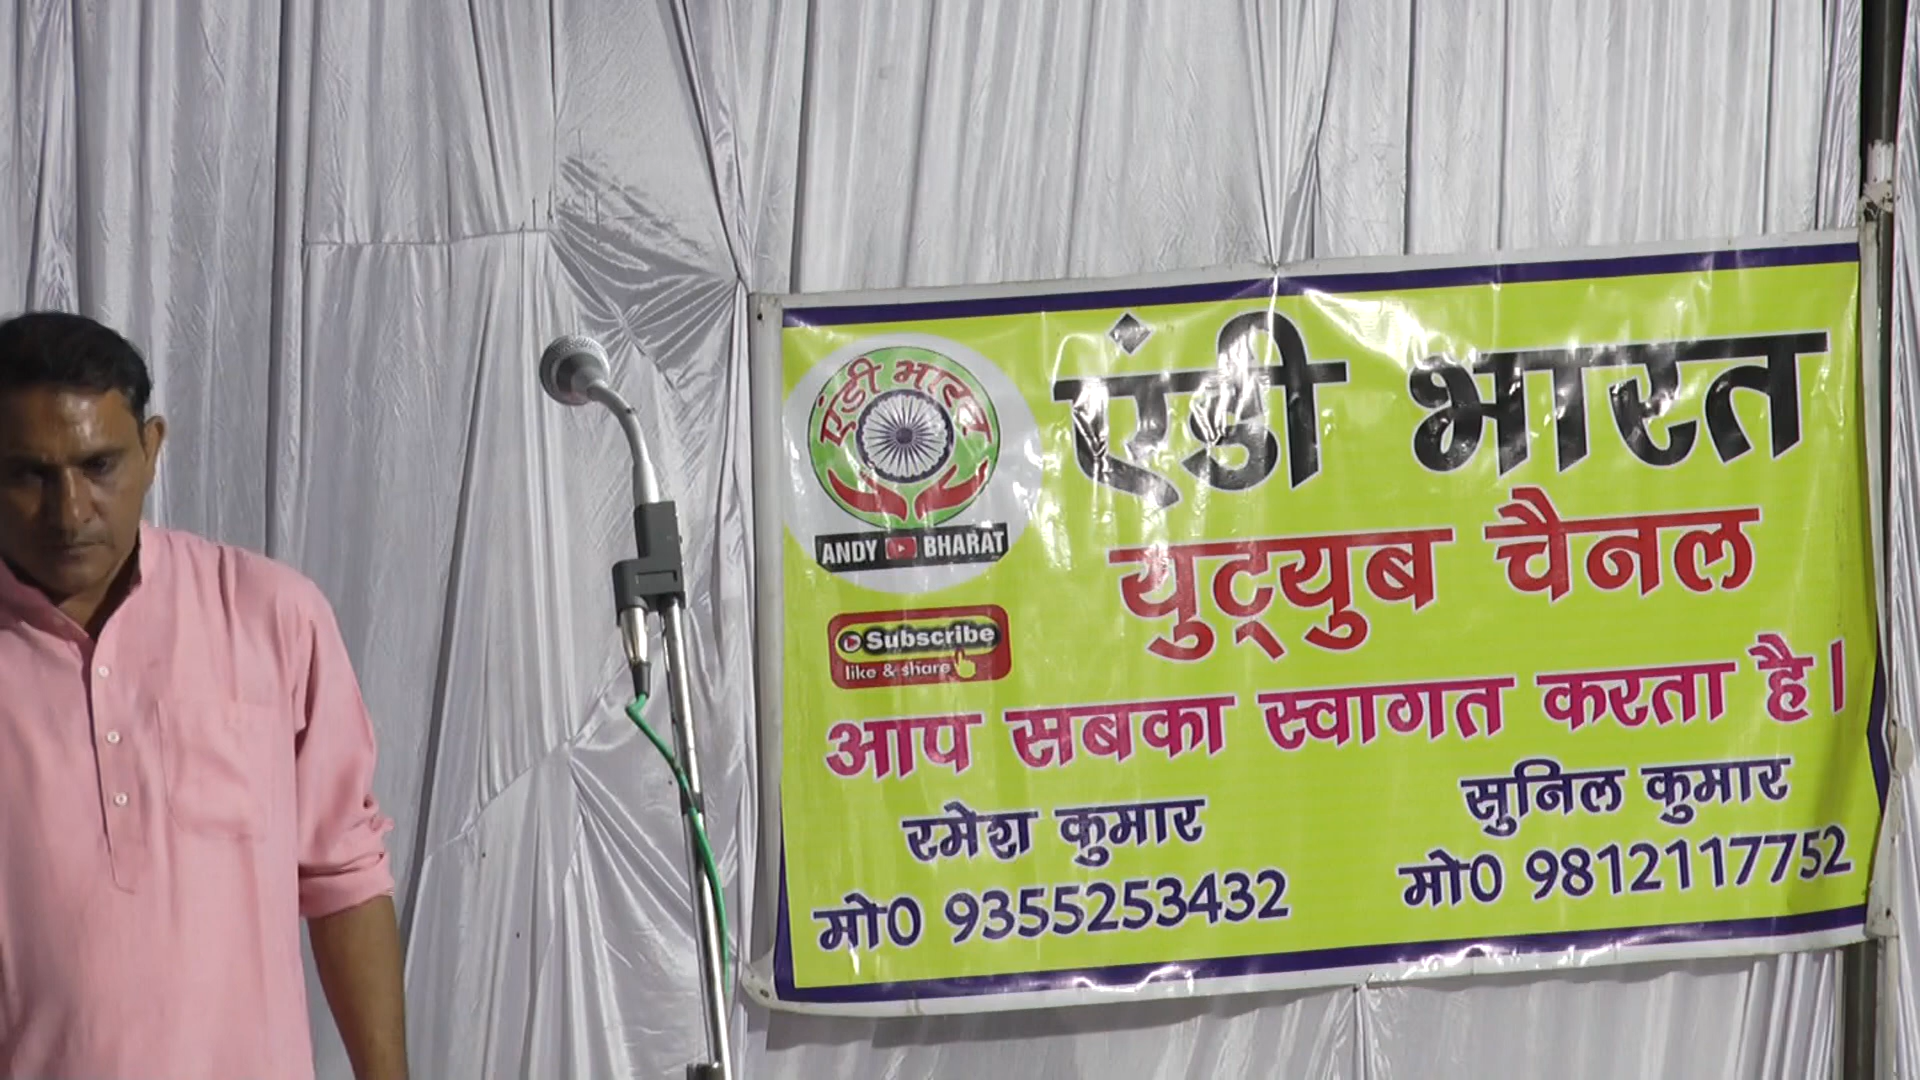 एंडी भारत
एंडी भारत
ANDY BHARAT
युट्युब चैनल
Subscribe
like & share
आप सबका स्वागत करता है।
रमेश कुमार
मो0 9355253432
सुनिल कुमार
मो0 9812117752